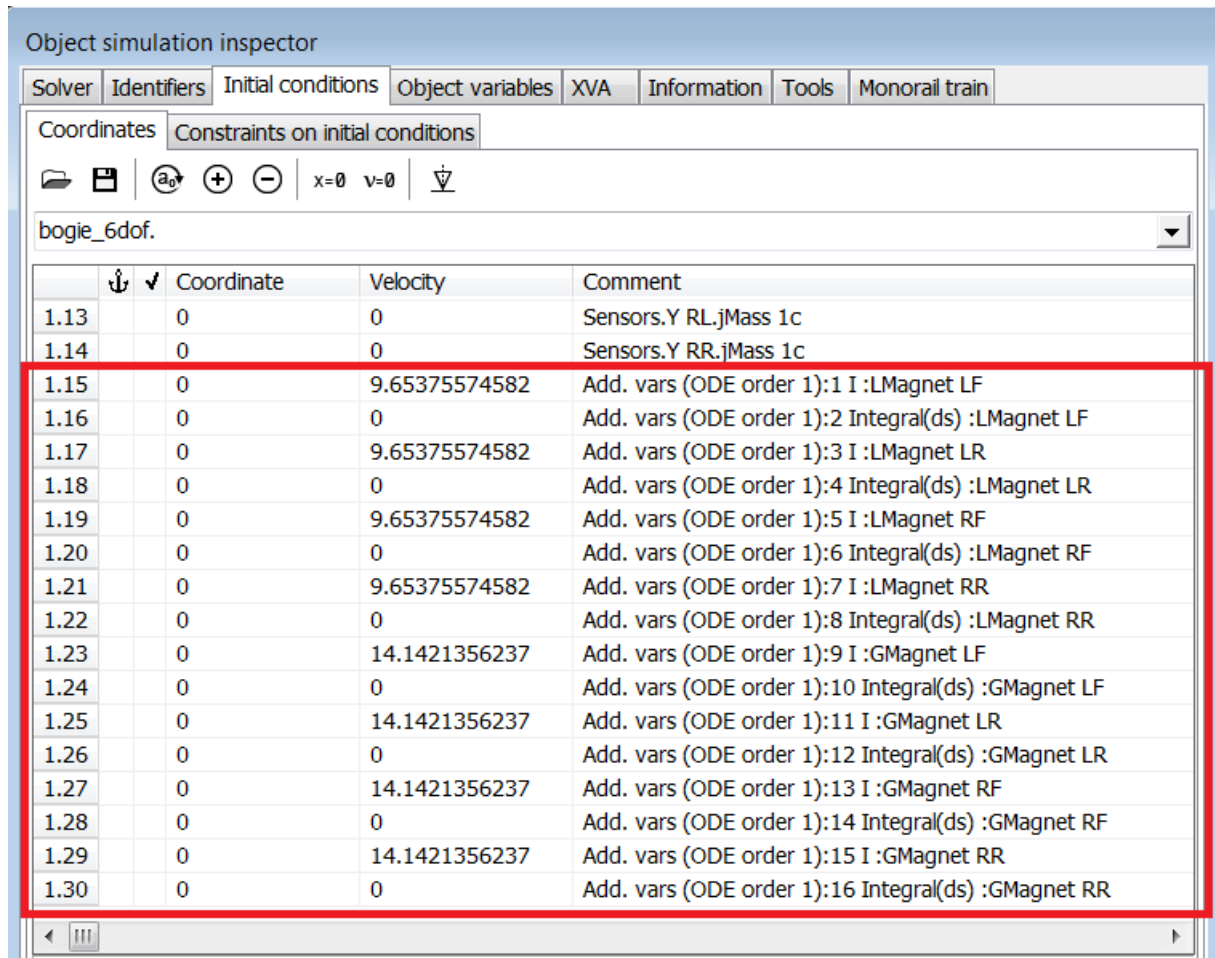 Object simulation inspector
Solver Identifiers Initial conditions Object variables XVA Information Tools Monorail train
Coordinates Constraints on initial conditions
a₀ x=0 v=0
bogie_6dof.
Coordinate Velocity Comment
1.13 0 0 Sensors.Y RL.jMass 1c
1.14 0 0 Sensors.Y RR.jMass 1c
1.15 0 9.65375574582 Add. vars (ODE order 1):1 I :LMagnet LF
1.16 0 0 Add. vars (ODE order 1):2 Integral(ds) :LMagnet LF
1.17 0 9.65375574582 Add. vars (ODE order 1):3 I :LMagnet LR
1.18 0 0 Add. vars (ODE order 1):4 Integral(ds) :LMagnet LR
1.19 0 9.65375574582 Add. vars (ODE order 1):5 I :LMagnet RF
1.20 0 0 Add. vars (ODE order 1):6 Integral(ds) :LMagnet RF
1.21 0 9.65375574582 Add. vars (ODE order 1):7 I :LMagnet RR
1.22 0 0 Add. vars (ODE order 1):8 Integral(ds) :LMagnet RR
1.23 0 14.1421356237 Add. vars (ODE order 1):9 I :GMagnet LF
1.24 0 0 Add. vars (ODE order 1):10 Integral(ds) :GMagnet LF
1.25 0 14.1421356237 Add. vars (ODE order 1):11 I :GMagnet LR
1.26 0 0 Add. vars (ODE order 1):12 Integral(ds) :GMagnet LR
1.27 0 14.1421356237 Add. vars (ODE order 1):13 I :GMagnet RF
1.28 0 0 Add. vars (ODE order 1):14 Integral(ds) :GMagnet RF
1.29 0 14.1421356237 Add. vars (ODE order 1):15 I :GMagnet RR
1.30 0 0 Add. vars (ODE order 1):16 Integral(ds) :GMagnet RR